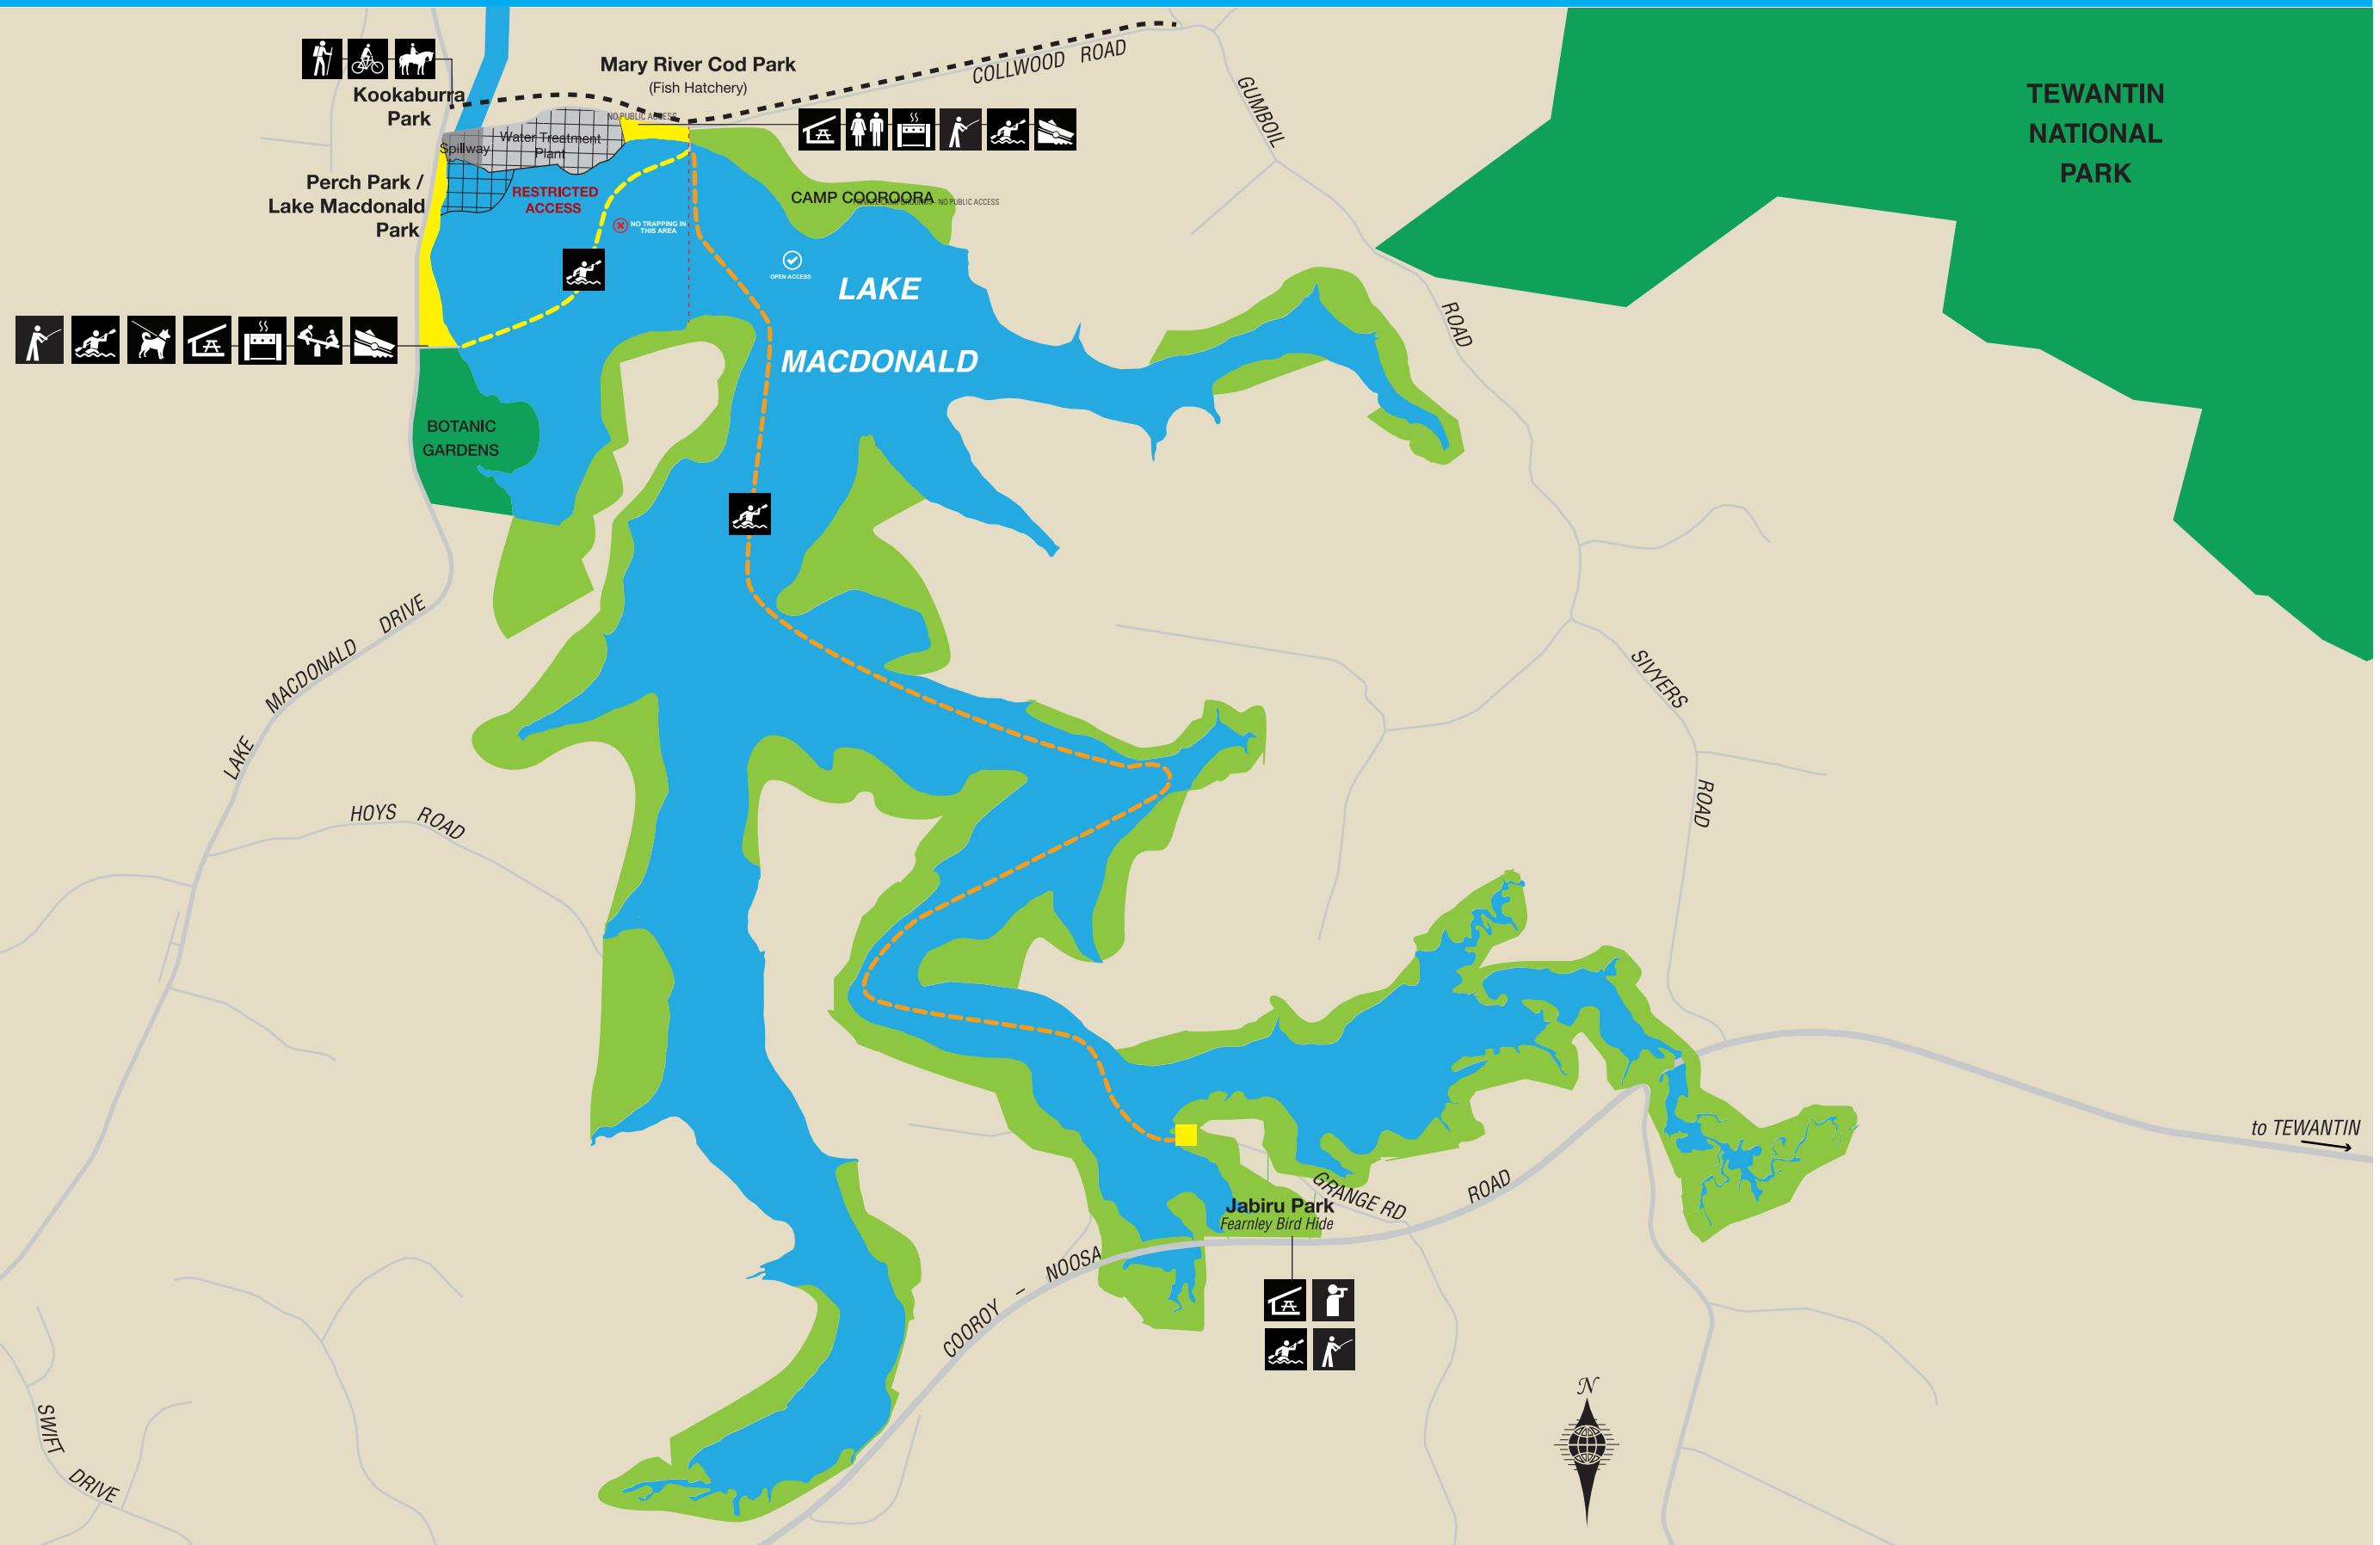 TEWANTIN
NATIONAL
PARK
Mary River Cod Park
(Fish Hatchery)
COLLWOOD ROAD
GUMBOIL
ROAD
Kookaburra
Park
NO PUBLIC ACCESS
Spillway
Water Treatment
Plant
Perch Park /
Lake Macdonald
Park
RESTRICTED
ACCESS
NO TRAPPING IN
THIS AREA
CAMP COOROORA
NO PUBLIC ACCESS
OPEN ACCESS
LAKE
MACDONALD
BOTANIC
GARDENS
LAKE MACDONALD DRIVE
HOYS ROAD
SIVYERS
ROAD
to TEWANTIN
GRANGE RD
Jabiru Park
Fearnley Bird Hide
COOROY – NOOSA ROAD
SWIFT DRIVE
N